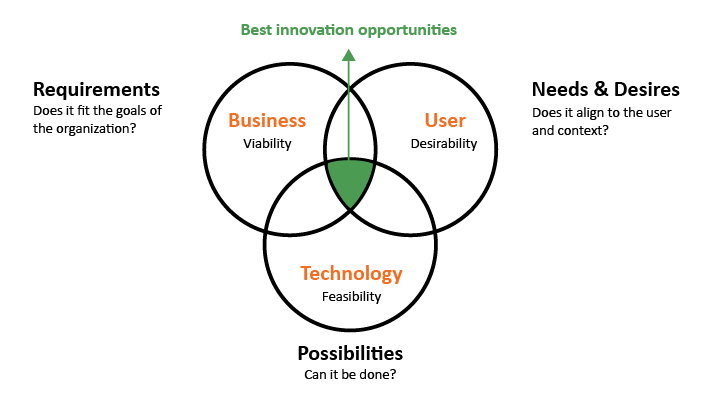 Best innovation opportunities
Requirements
Does it fit the goals of
the organization?
Needs & Desires
Does it align to the user
and context?
Business
Viability
User
Desirability
Technology
Feasibility
Possibilities
Can it be done?